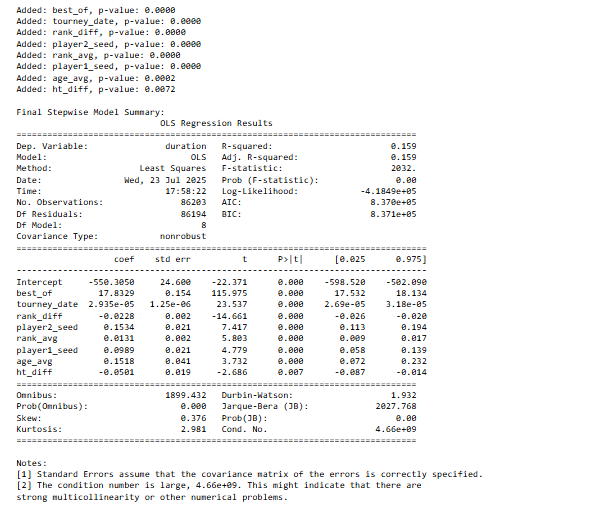 Added: best_of, p-value: 0.0000
Added: tourney_date, p-value: 0.0000
Added: rank_diff, p-value: 0.0000
Added: player2_seed, p-value: 0.0000
Added: rank_avg, p-value: 0.0000
Added: player1_seed, p-value: 0.0000
Added: age_avg, p-value: 0.0002
Added: ht_diff, p-value: 0.0072
Final Stepwise Model Summary:
OLS Regression Results
==============================================================================
Dep. Variable: duration R-squared: 0.159
Model: OLS Adj. R-squared: 0.159
Method: Least Squares F-statistic: 2032.
Date: Wed, 23 Jul 2025 Prob (F-statistic): 0.00
Time: 17:58:22 Log-Likelihood: -4.1849e+05
No. Observations: 86203 AIC: 8.370e+05
Df Residuals: 86194 BIC: 8.371e+05
Df Model: 8
Covariance Type: nonrobust
================================================================================
coef std err t P>|t| [0.025 0.975]
--------------------------------------------------------------------------------
Intercept -550.3050 24.600 -22.371 0.000 -598.520 -502.090
best_of 17.8329 0.154 115.975 0.000 17.532 18.134
tourney_date 2.935e-05 1.25e-06 23.537 0.000 2.69e-05 3.18e-05
rank_diff -0.0228 0.002 -14.661 0.000 -0.026 -0.020
player2_seed 0.1534 0.021 7.417 0.000 0.113 0.194
rank_avg 0.0131 0.002 5.803 0.000 0.009 0.017
player1_seed 0.0989 0.021 4.779 0.000 0.058 0.139
age_avg 0.1518 0.041 3.732 0.000 0.072 0.232
ht_diff -0.0501 0.019 -2.686 0.007 -0.087 -0.014
==============================================================================
Omnibus: 1899.432 Durbin-Watson: 1.932
Prob(Omnibus): 0.000 Jarque-Bera (JB): 2027.768
Skew: 0.376 Prob(JB): 0.00
Kurtosis: 2.981 Cond. No. 4.66e+09
==============================================================================
Notes:
[1] Standard Errors assume that the covariance matrix of the errors is correctly specified.
[2] The condition number is large, 4.66e+09. This might indicate that there are
strong multicollinearity or other numerical problems.